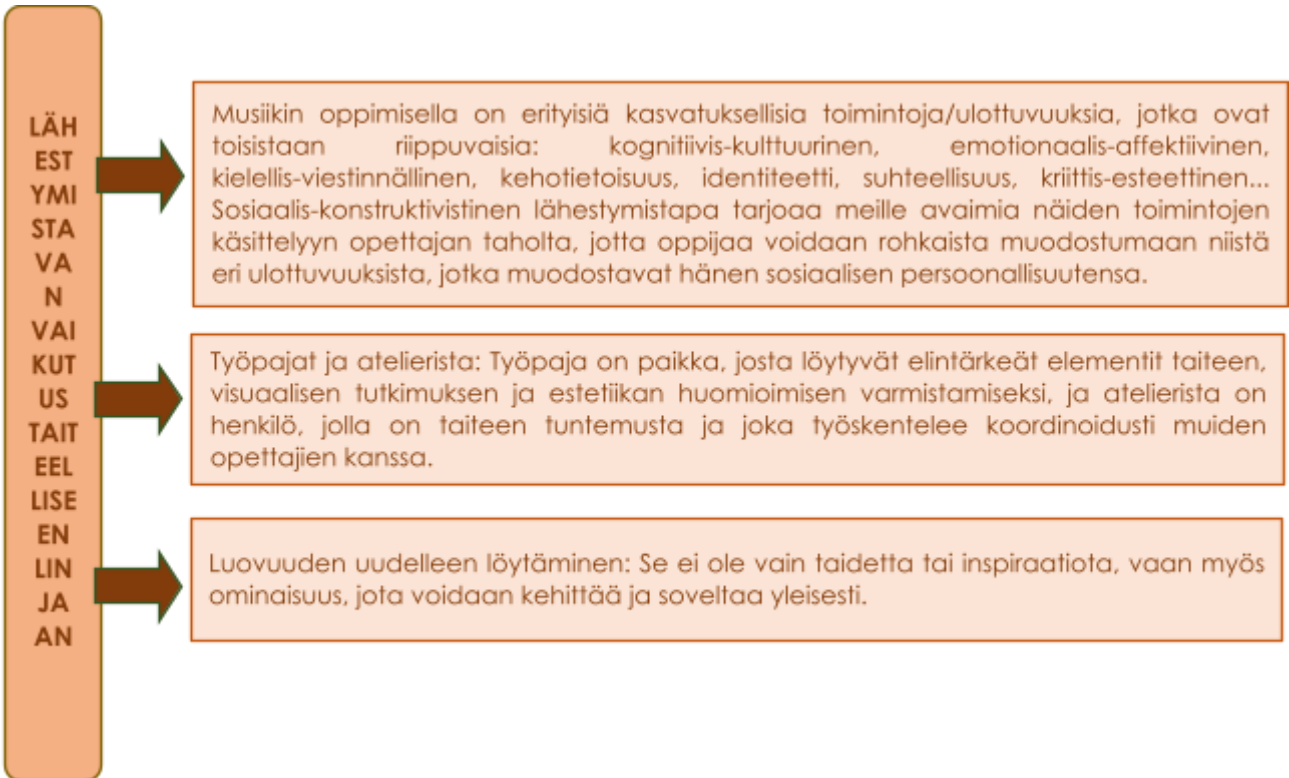 LÄH
EST
YMI
STA
VA
N
VAI
KUT
US
TAIT
EEL
LISE
EN
LIN
JA
AN
Musiikin oppimisella on erityisiä kasvatuksellisia toimintoja/ulottuvuuksia, jotka ovat
toisistaan riippuvaisia: kognitiivis-kulttuurinen, emotionaalis-affektiivinen,
kielellis-viestinnällinen, kehotietoisuus, identiteetti, suhteellisuus, kriittis-esteettinen...
Sosiaalis-konstruktivistinen lähestymistapa tarjoaa meille avaimia näiden toimintojen
käsittelyyn opettajan taholta, jotta oppijaa voidaan rohkaista muodostumaan niistä
eri ulottuvuuksista, jotka muodostavat hänen sosiaalisen persoonallisuutensa.
Työpajat ja atelierista: Työpaja on paikka, josta löytyvät elintärkeät elementit taiteen,
visuaalisen tutkimuksen ja estetiikan huomioimisen varmistamiseksi, ja atelierista on
henkilö, jolla on taiteen tuntemusta ja joka työskentelee koordinoidusti muiden
opettajien kanssa.
Luovuuden uudelleen löytäminen: Se ei ole vain taidetta tai inspiraatiota, vaan myös
ominaisuus, jota voidaan kehittää ja soveltaa yleisesti.